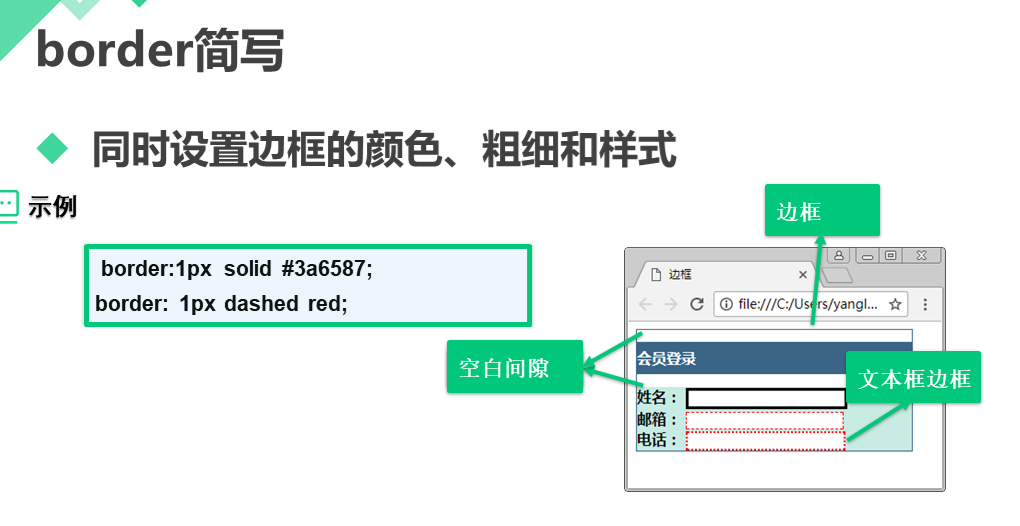 border简写
同时设置边框的颜色、粗细和样式
示例
border:1px solid #3a6587;
border: 1px dashed red;
边框
边框
file:///C:/Users/yangl...
会员登录
空白间隙
文本框边框
姓名：
邮箱：
电话：